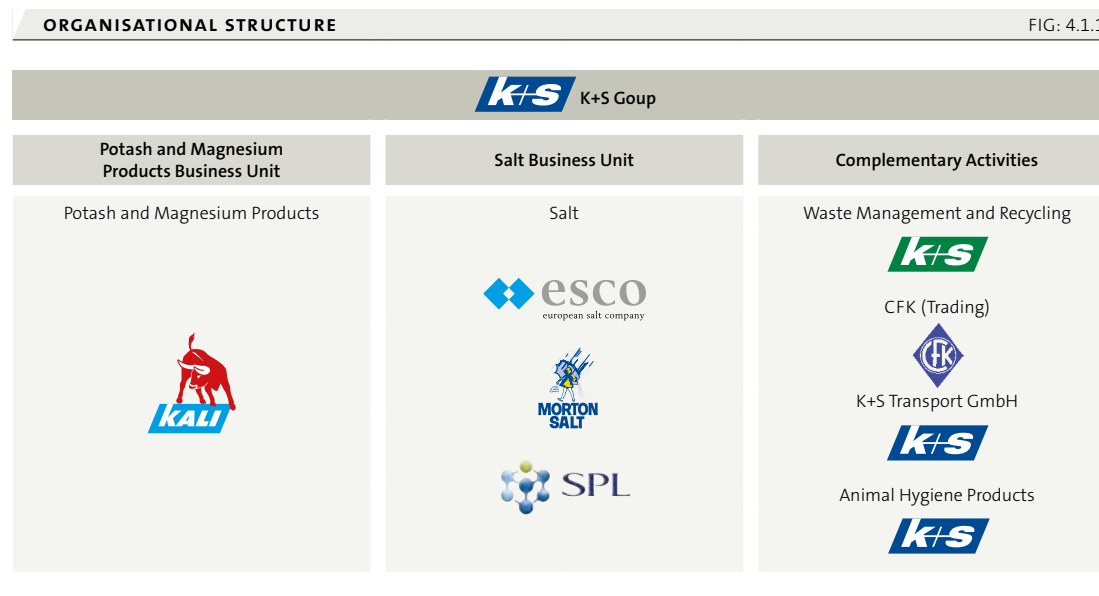 ORGANISATIONAL STRUCTURE
FIG: 4.1.1
k+s K+S Goup
Potash and Magnesium
Products Business Unit
Salt Business Unit
Complementary Activities
Potash and Magnesium Products
KALI
Salt
esco
european salt company
MORTON
SALT
SPL
Waste Management and Recycling
k+s
CFK (Trading)
CFK
K+S Transport GmbH
k+s
Animal Hygiene Products
k+s